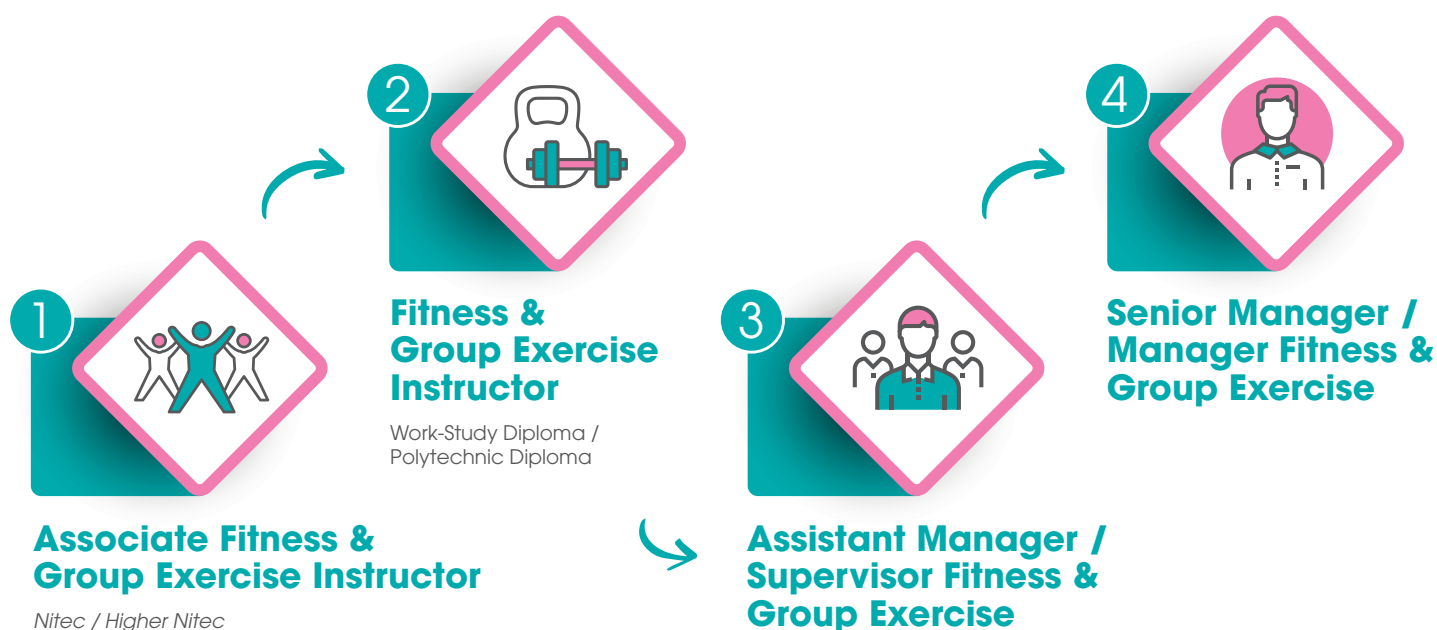 1
Associate Fitness &
Group Exercise Instructor
Nitec / Higher Nitec
2
Fitness &
Group Exercise
Instructor
Work-Study Diploma /
Polytechnic Diploma
3
Assistant Manager /
Supervisor Fitness &
Group Exercise
4
Senior Manager /
Manager Fitness &
Group Exercise